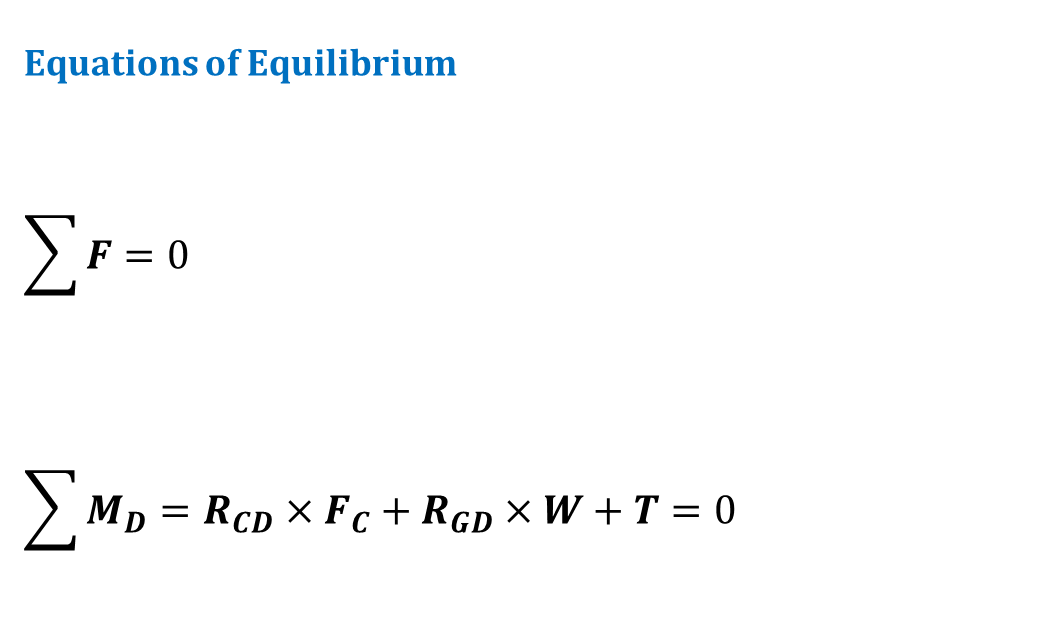 Equations of Equilibrium
∑ F = 0
∑ M_D = R_CD × F_C + R_GD × W + T = 0